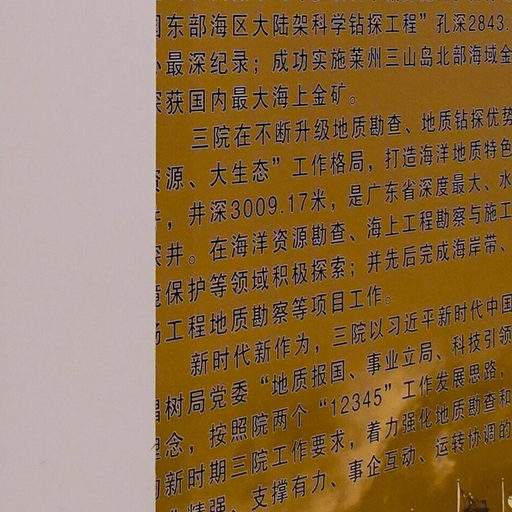 东部海区大陆架科学钻探工程”孔深2843.
最深纪录；成功实施莱州三山岛北部海域金
获国内最大海上金矿。
三院在不断升级地质勘查、地质钻探优势
源、大生态”工作格局，打造海洋地质特色
，井深3009.17米，是广东省深度最大、水
井。在海洋资源勘查、海上工程勘察与施工
保护等领域积极探索；并先后完成海岸带、
工程地质勘察等项目工作。
新时代新作为，三院以习近平新时代中国
树局党委“地质报国、事业立局、科技引领
念，按照院两个“12345”工作发展思路，
新时期三院工作要求，着力强化地质勘查和
精强、支撑有力、事企互动、运转协调的